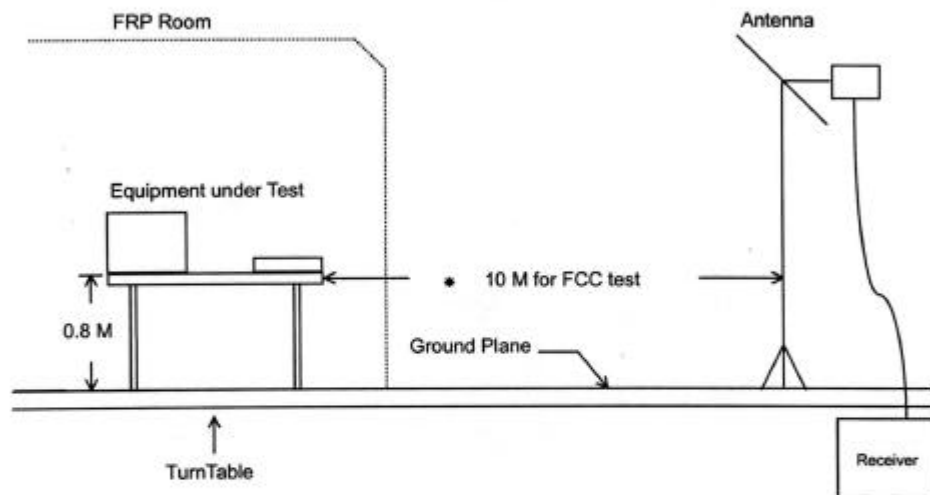 FRP Room
Antenna
Equipment under Test
* 10 M for FCC test
0.8 M
Ground Plane
TurnTable
Receiver